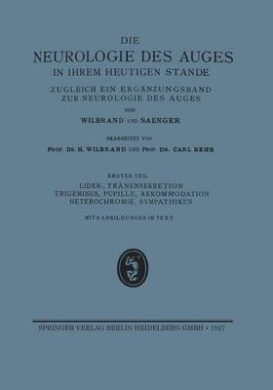 DIE
NEUROLOGIE DES AUGES
IN IHREM HEUTIGEN STANDE
ZUGLEICH EIN ERGÄNZUNGSBAND
ZUR NEUROLOGIE DES AUGES
VON
WILBRAND UND SAENGER
BEARBEITET VON
PROF. DR. H. WILBRAND UND PROF. DR. CARL BEHR
ERSTER TEIL
LIDER-, TRÄNENSEKRETION
TRIGEMINUS, PUPILLE, AKKOMMODATION
HETEROCHROMIE, SYMPATHIKUS
MIT ABBILDUNGEN IM TEXT
SPRINGER VERLAG BERLIN HEIDELBERG GMBH · 1927